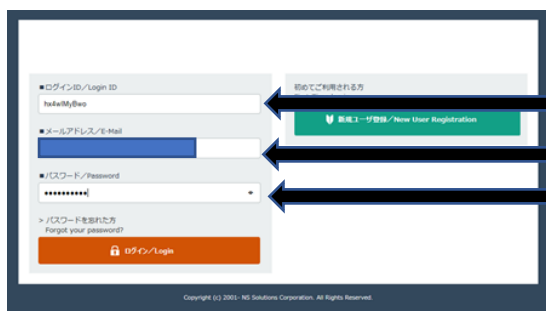 ■ログインID／Login ID
初めてご利用される方
hx4wlMyBwo
新規ユーザ登録／New User Registration
■メールアドレス／E-Mail
■パスワード／Password
••••••••••
> パスワードを忘れた方
Forgot your password?
ログイン／Login
Copyright (c) 2001- NS Solutions Corporation. All Rights Reserved.